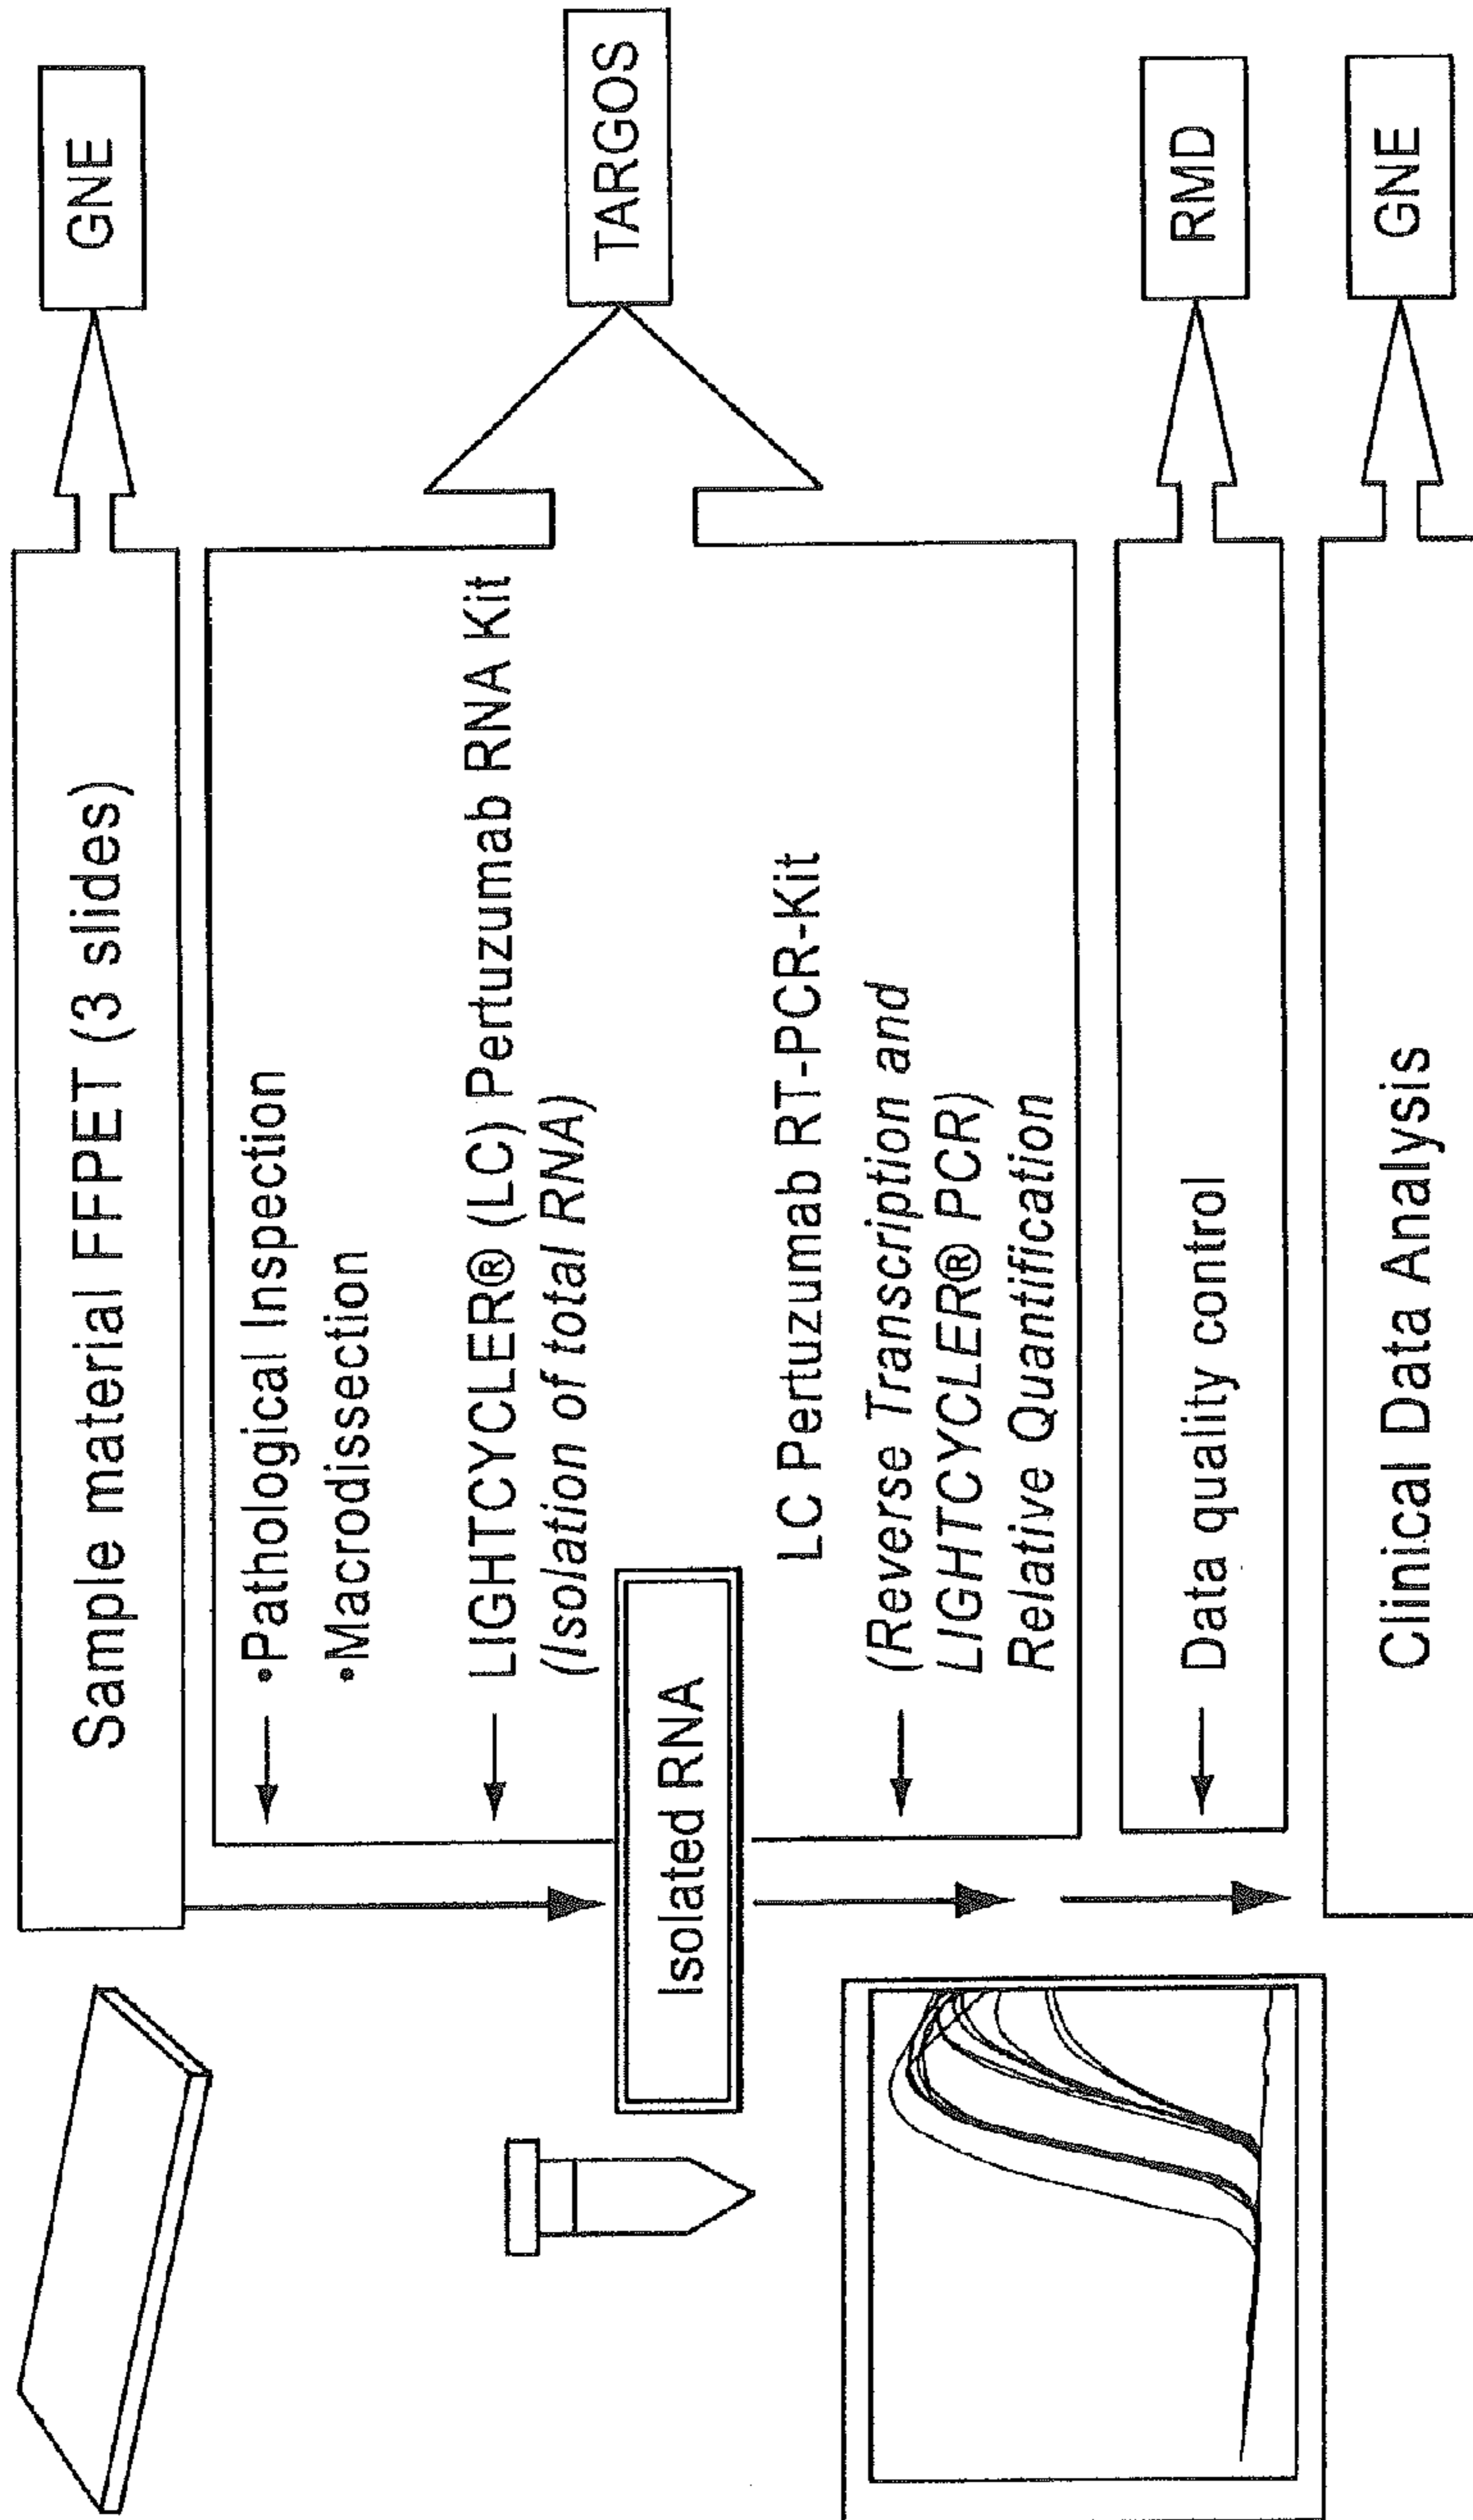 Sample material FFPET (3 slides)
GNE
•Pathological Inspection
•Macrodissection
LIGHTCYCLER® (LC) Pertuzumab RNA Kit
(Isolation of total RNA)
TARGOS
Isolated RNA
LC Pertuzumab RT-PCR-Kit
(Reverse Transcription and
LIGHTCYCLER® PCR)
Relative Quantification
Data quality control
RMD
Clinical Data Analysis
GNE